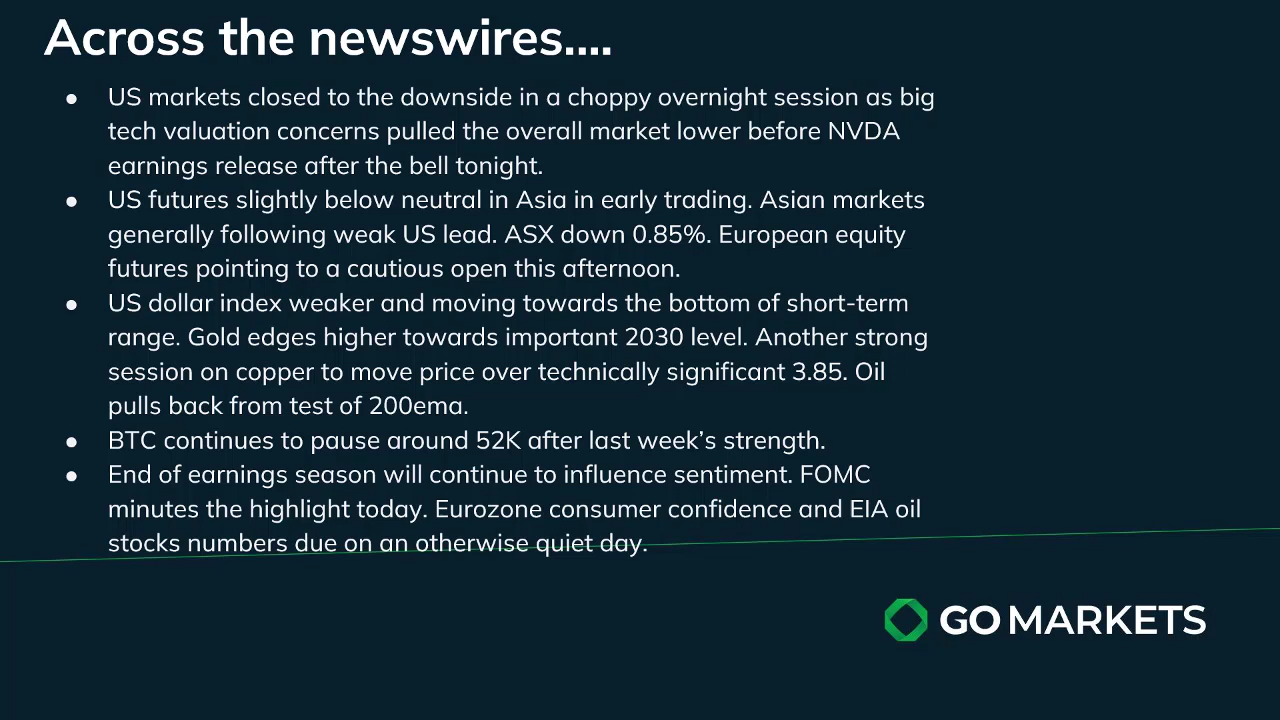 Across the newswires....
● US markets closed to the downside in a choppy overnight session as big
tech valuation concerns pulled the overall market lower before NVDA
earnings release after the bell tonight.
● US futures slightly below neutral in Asia in early trading. Asian markets
generally following weak US lead. ASX down 0.85%. European equity
futures pointing to a cautious open this afternoon.
● US dollar index weaker and moving towards the bottom of short-term
range. Gold edges higher towards important 2030 level. Another strong
session on copper to move price over technically significant 3.85. Oil
pulls back from test of 200ema.
● BTC continues to pause around 52K after last week’s strength.
● End of earnings season will continue to influence sentiment. FOMC
minutes the highlight today. Eurozone consumer confidence and EIA oil
stocks numbers due on an otherwise quiet day.
GO MARKETS